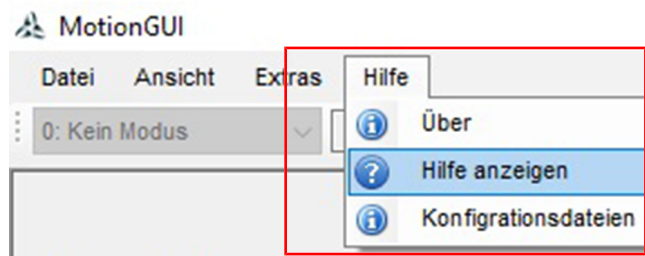 MotionGUI
Datei Ansicht Extras Hilfe
0: Kein Modus
Über
Hilfe anzeigen
Konfigrationsdateien